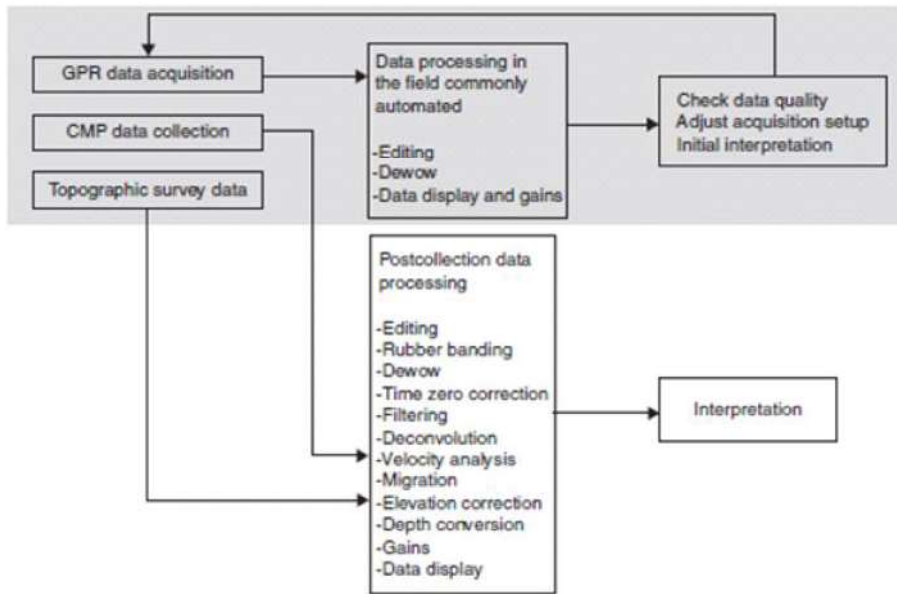 GPR data acquisition
CMP data collection
Topographic survey data
Data processing in
the field commonly
automated
-Editing
-Dewow
-Data display and gains
Check data quality
Adjust acquisition setup
Initial interpretation
Postcollection data
processing
-Editing
-Rubber banding
-Dewow
-Time zero correction
-Filtering
-Deconvolution
-Velocity analysis
-Migration
-Elevation correction
-Depth conversion
-Gains
-Data display
Interpretation